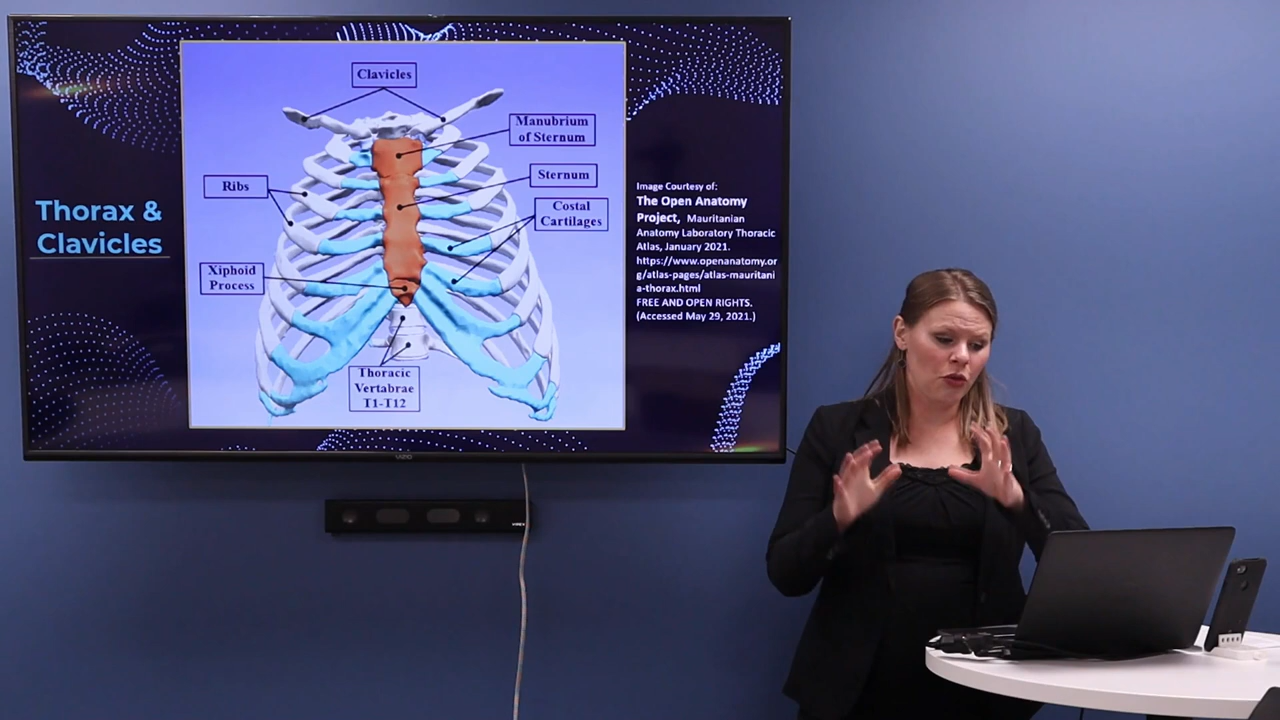 Thorax &
Clavicles
Clavicles
Manubrium
of Sternum
Sternum
Ribs
Costal
Cartilages
Xiphoid
Process
Thoracic
Vertabrae
T1-T12
Image Courtesy of:
The Open Anatomy
Project, Mauritanian
Anatomy Laboratory Thoracic
Atlas, January 2021.
https://www.openanatomy.or
g/atlas-pages/atlas-mauritani
a-thorax.html
FREE AND OPEN RIGHTS.
(Accessed May 29, 2021.)
VIZIO